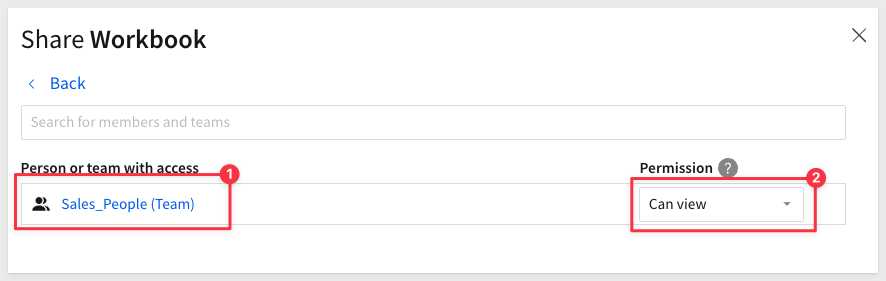 Share Workbook
Back
Search for members and teams
Person or team with access
Permission ?
1
2
Sales_People (Team)
Can view